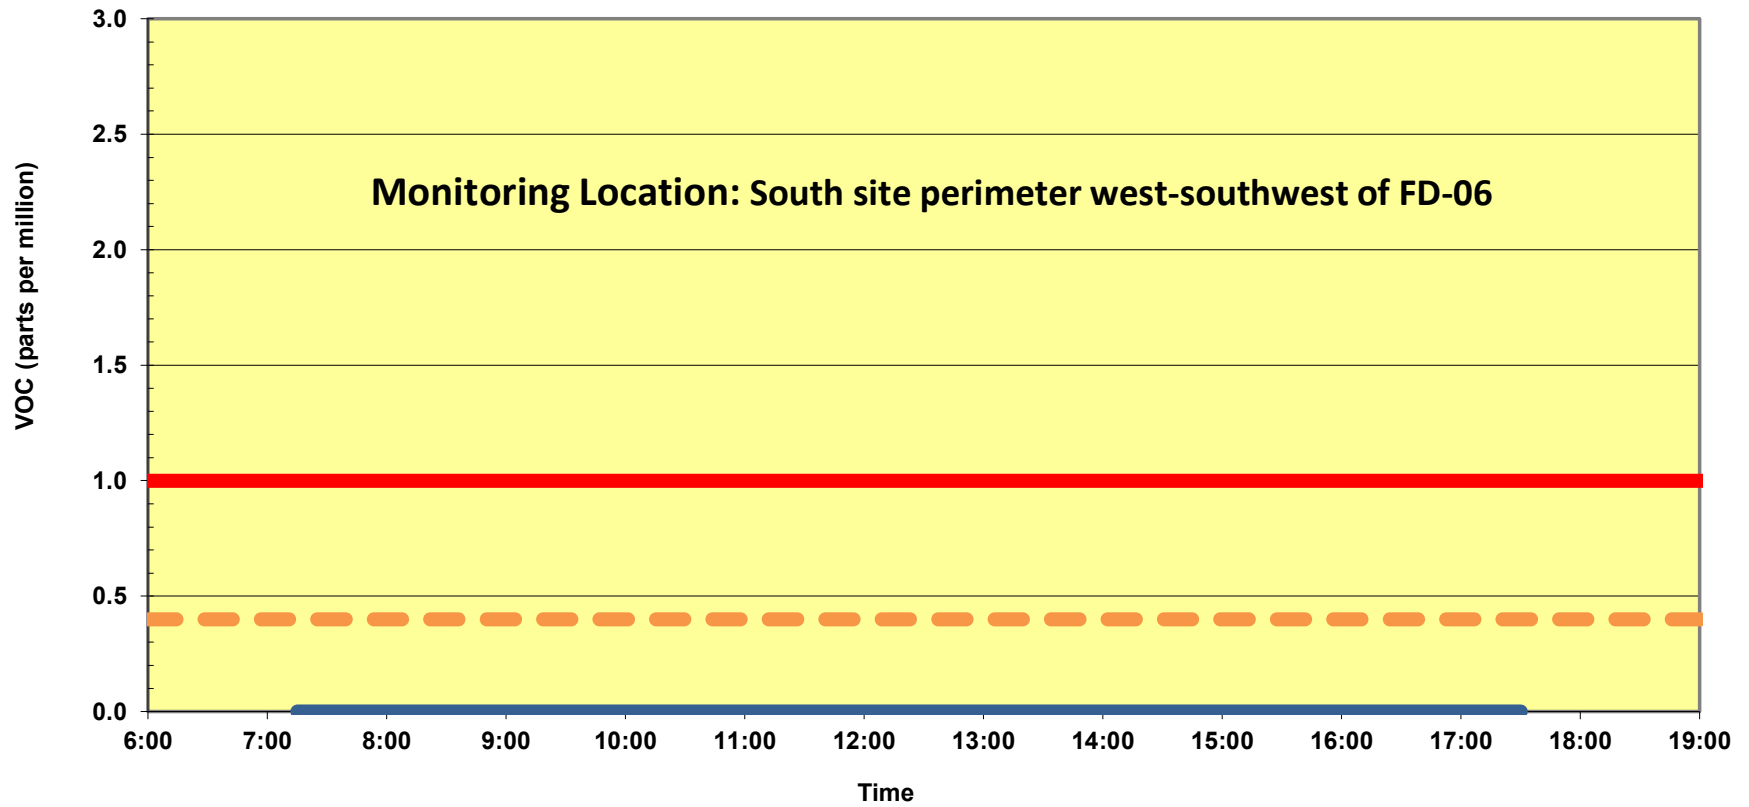 3.0
2.5
Monitoring Location: South site perimeter west-southwest of FD-06
2.0
1.5
1.0
0.5
0.0
VOC (parts per million)
6:00 7:00 8:00 9:00 10:00 11:00 12:00 13:00 14:00 15:00 16:00 17:00 18:00 19:00
Time